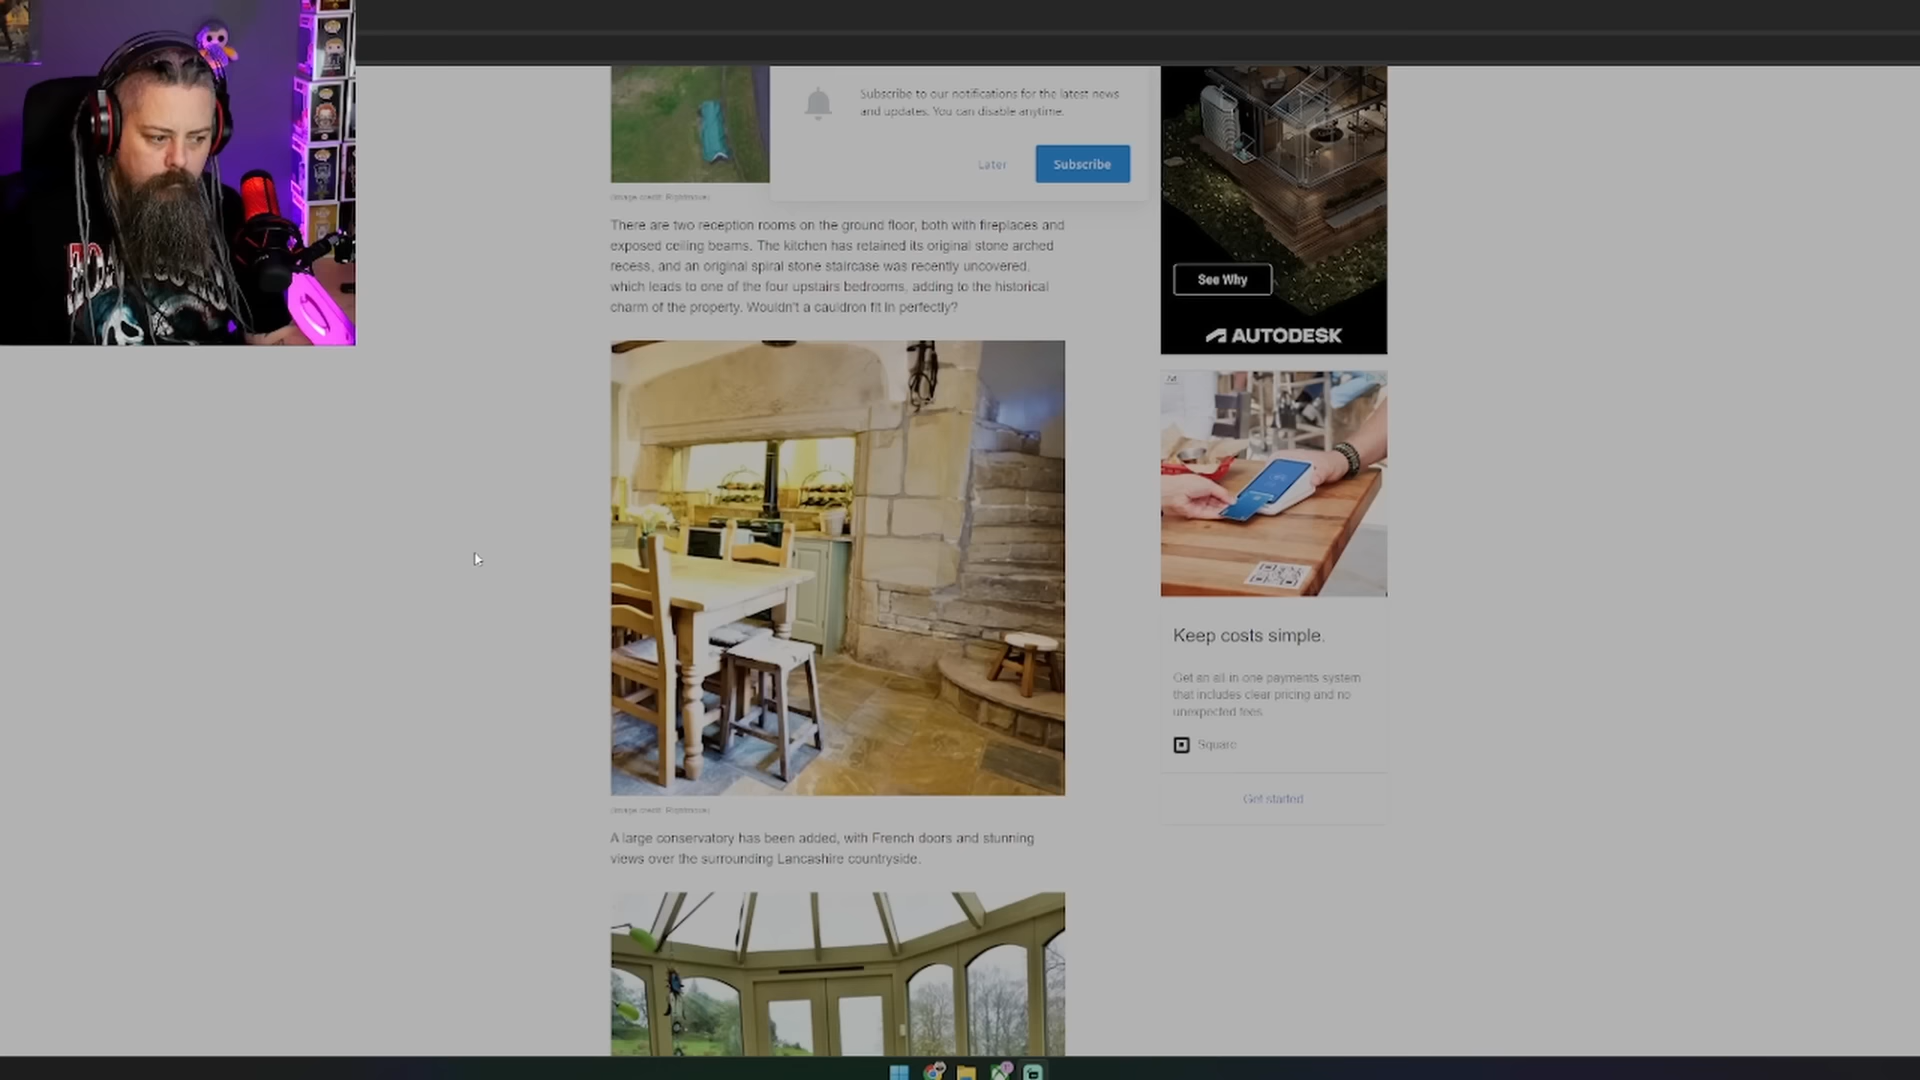 Subscribe to our notifications for the latest news
and updates. You can disable anytime.
Later
Subscribe
(Image credit: Rightmove)
There are two reception rooms on the ground floor, both with fireplaces and
exposed ceiling beams. The kitchen has retained its original stone arched
recess, and an original spiral stone staircase was recently uncovered,
which leads to one of the four upstairs bedrooms, adding to the historical
charm of the property. Wouldn't a cauldron fit in perfectly?
(Image credit: Rightmove)
A large conservatory has been added, with French doors and stunning
views over the surrounding Lancashire countryside.
See Why
AUTODESK
Keep costs simple.
Get an all in one payments system
that includes clear pricing and no
unexpected fees.
Square
Get started